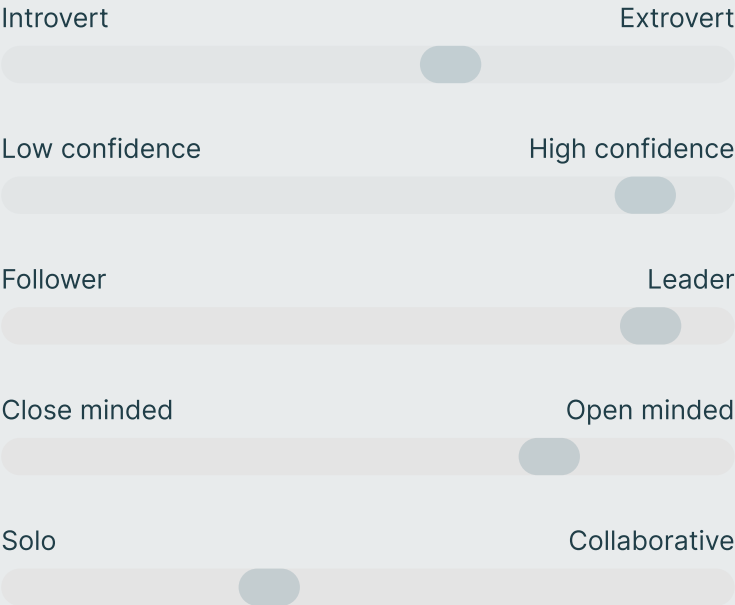 Introvert Extrovert
Low confidence High confidence
Follower Leader
Close minded Open minded
Solo Collaborative